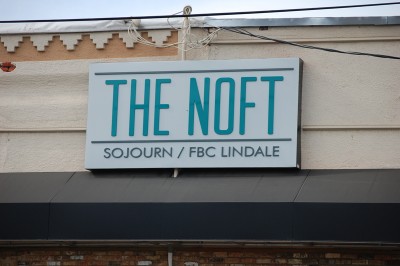 THE NOFT
SOJOURN / FBC LINDALE